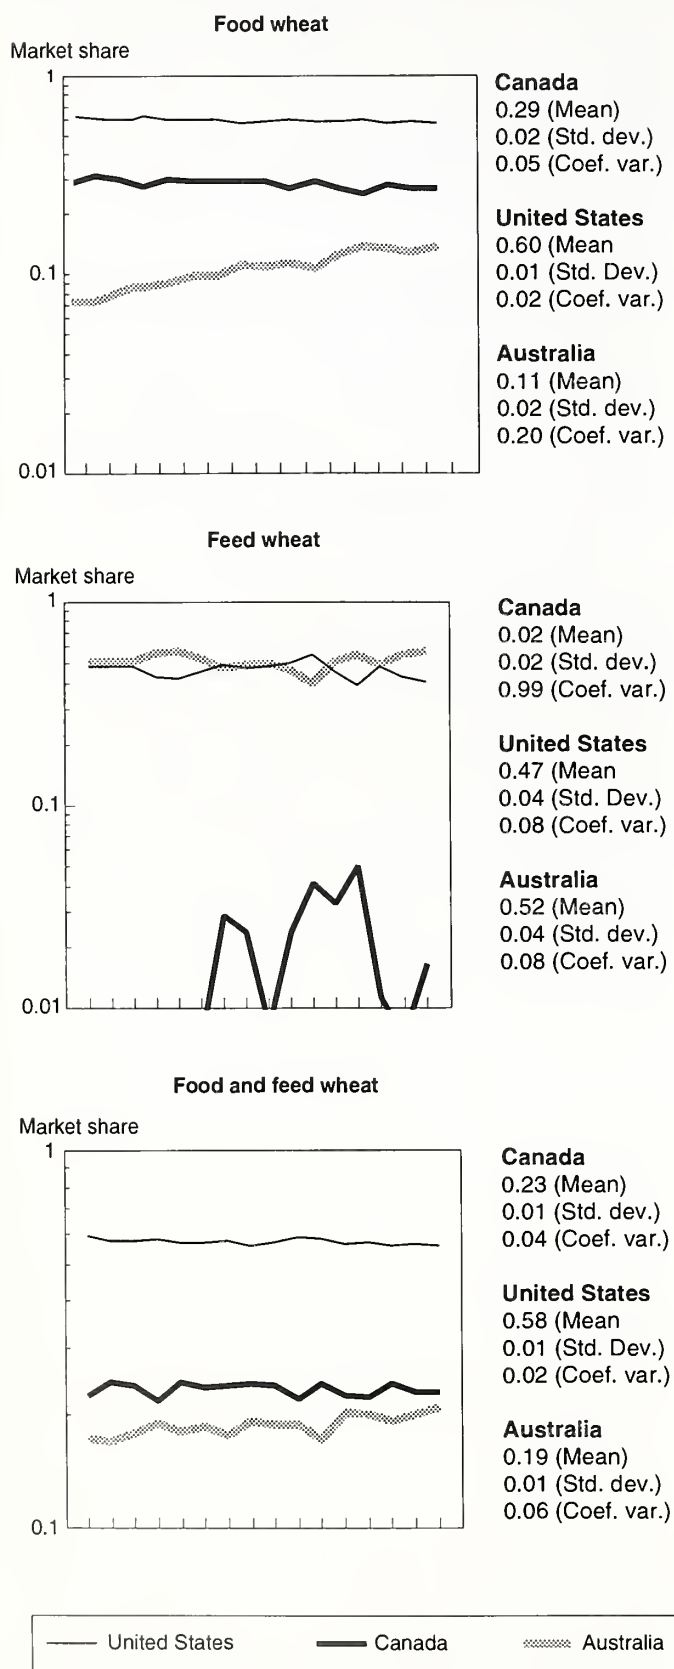 Food wheat
Market share
1
0.1
0.01
Canada
0.29 (Mean)
0.02 (Std. dev.)
0.05 (Coef. var.)
United States
0.60 (Mean
0.01 (Std. Dev.)
0.02 (Coef. var.)
Australia
0.11 (Mean)
0.02 (Std. dev.)
0.20 (Coef. var.)
Feed wheat
Market share
1
0.1
0.01
Canada
0.02 (Mean)
0.02 (Std. dev.)
0.99 (Coef. var.)
United States
0.47 (Mean
0.04 (Std. Dev.)
0.08 (Coef. var.)
Australia
0.52 (Mean)
0.04 (Std. dev.)
0.08 (Coef. var.)
Food and feed wheat
Market share
1
0.1
Canada
0.23 (Mean)
0.01 (Std. dev.)
0.04 (Coef. var.)
United States
0.58 (Mean
0.01 (Std. Dev.)
0.02 (Coef. var.)
Australia
0.19 (Mean)
0.01 (Std. dev.)
0.06 (Coef. var.)
United States Canada Australia